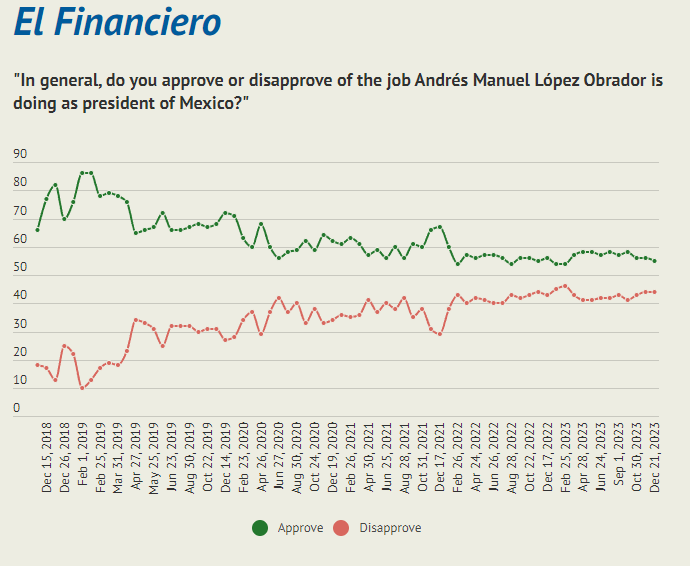 El Financiero
"In general, do you approve or disapprove of the job Andrés Manuel López Obrador is
doing as president of Mexico?"
90
80
70
60
50
40
30
20
10
0
Dec 15, 2018
Dec 26, 2018
Feb 1, 2019
Feb 25, 2019
Mar 31, 2019
Apr 27, 2019
May 25, 2019
Jun 23, 2019
Aug 30, 2019
Oct 22, 2019
Dec 14, 2019
Feb 23, 2020
Apr 26, 2020
Jun 27, 2020
Aug 30, 2020
Oct 24, 2020
Dec 19, 2020
Feb 26, 2021
Apr 30, 2021
Jun 25, 2021
Aug 28, 2021
Oct 31, 2021
Dec 17, 2021
Feb 26, 2022
Apr 24, 2022
Jun 26, 2022
Aug 28, 2022
Oct 22, 2022
Dec 17, 2022
Feb 25, 2023
Apr 28, 2023
Jun 24, 2023
Sep 1, 2023
Oct 30, 2023
Dec 21, 2023
Approve
Disapprove